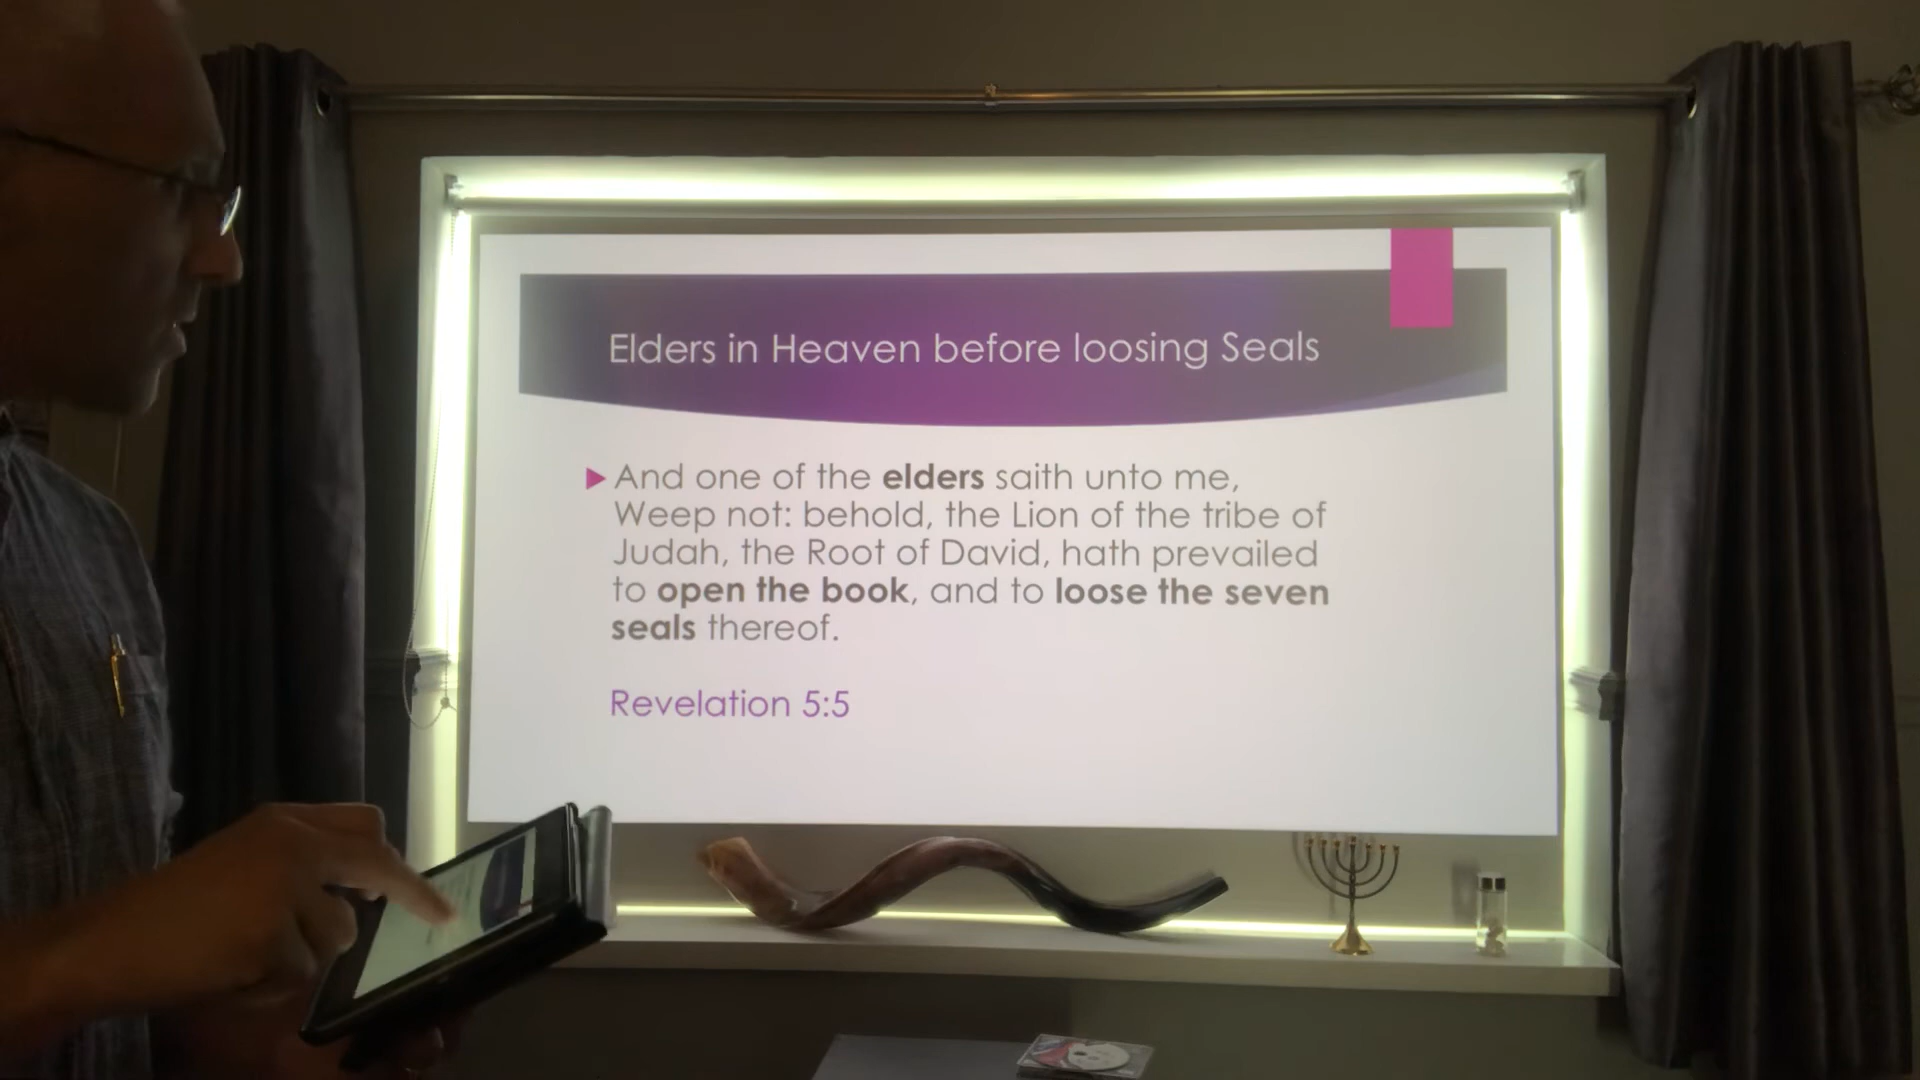 Elders in Heaven before loosing Seals
And one of the elders saith unto me,
Weep not: behold, the Lion of the tribe of
Judah, the Root of David, hath prevailed
to open the book, and to loose the seven
seals thereof.
Revelation 5:5